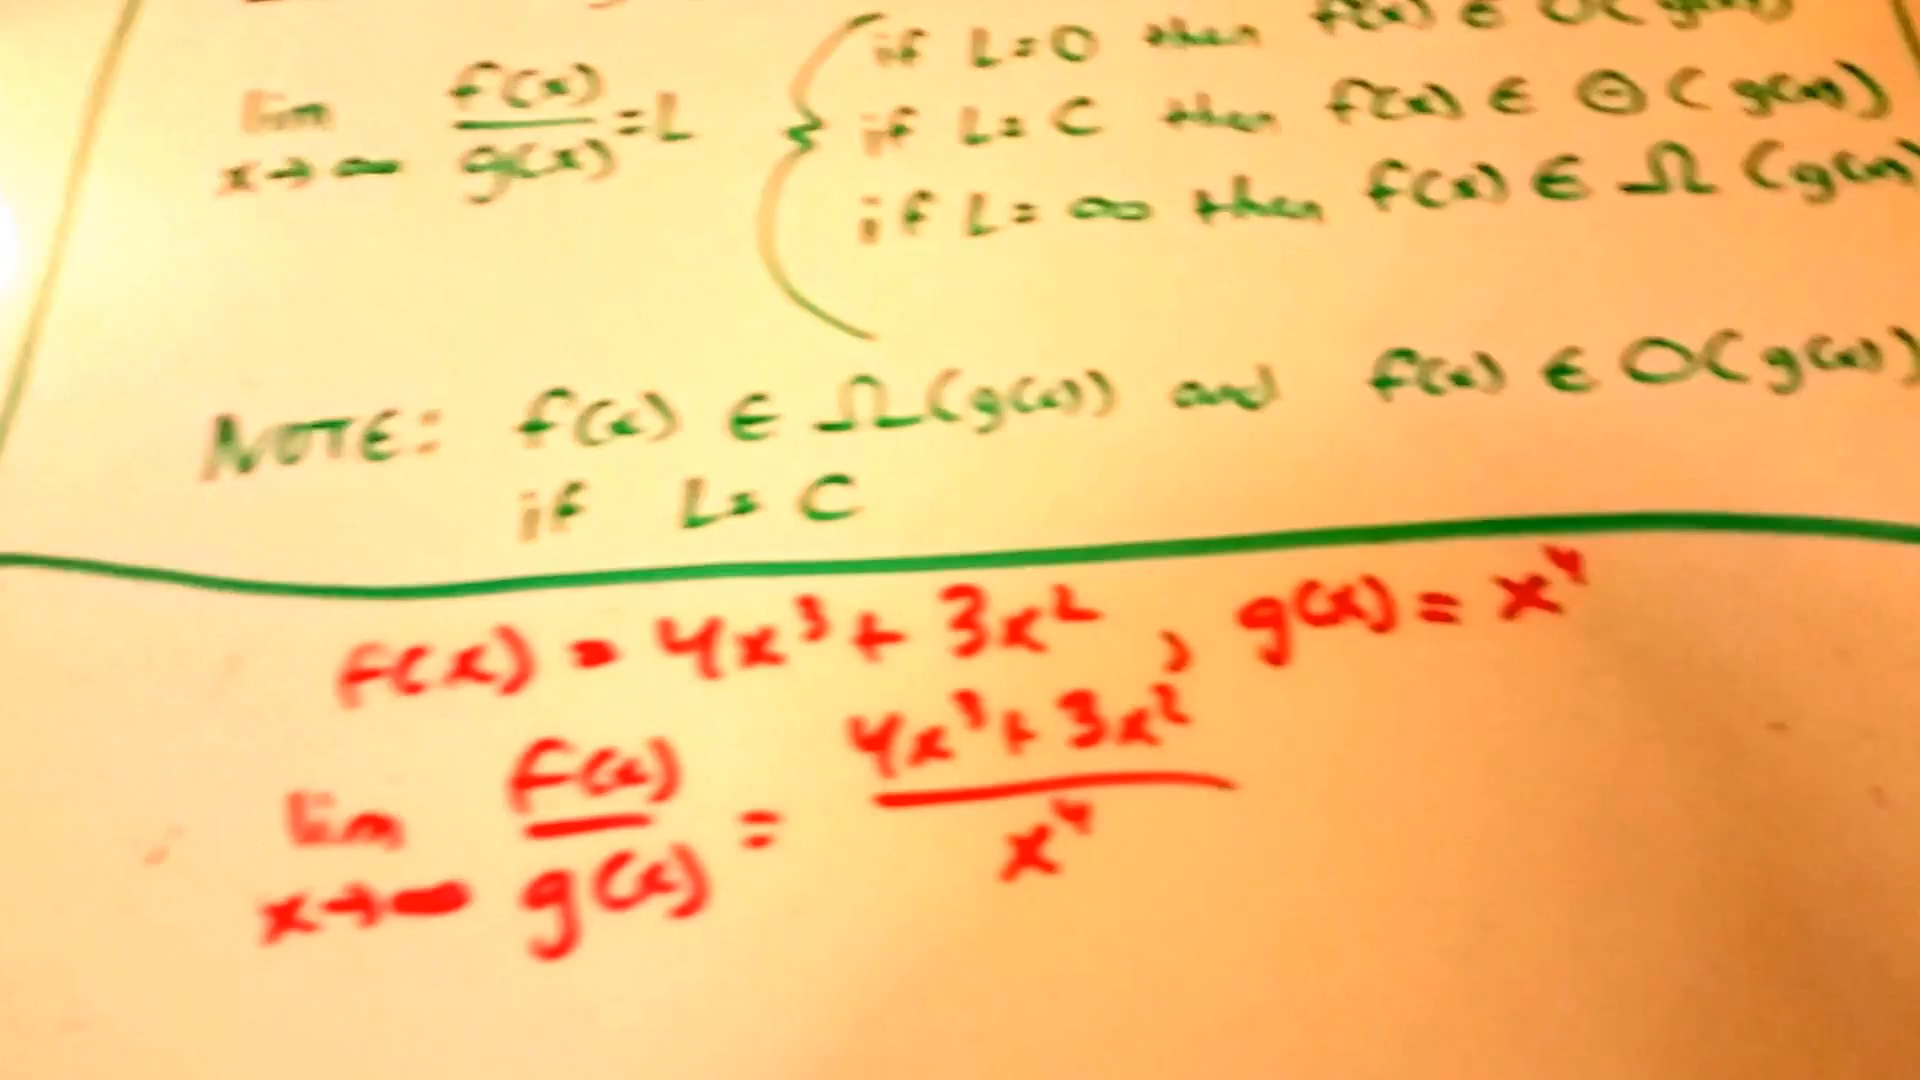 lim x→∞ f(x)/g(x) = L { if L=0 then f(x) ∈ O(g(x))
if L=C then f(x) ∈ Θ(g(x))
if L=∞ then f(x) ∈ Ω(g(x)
NOTE: f(x) ∈ Ω(g(x)) and f(x) ∈ O(g(x))
if L=C
f(x) = 4x³ + 3x², g(x) = x⁴
lim x→∞ f(x)/g(x) = 4x³ + 3x²/x⁴